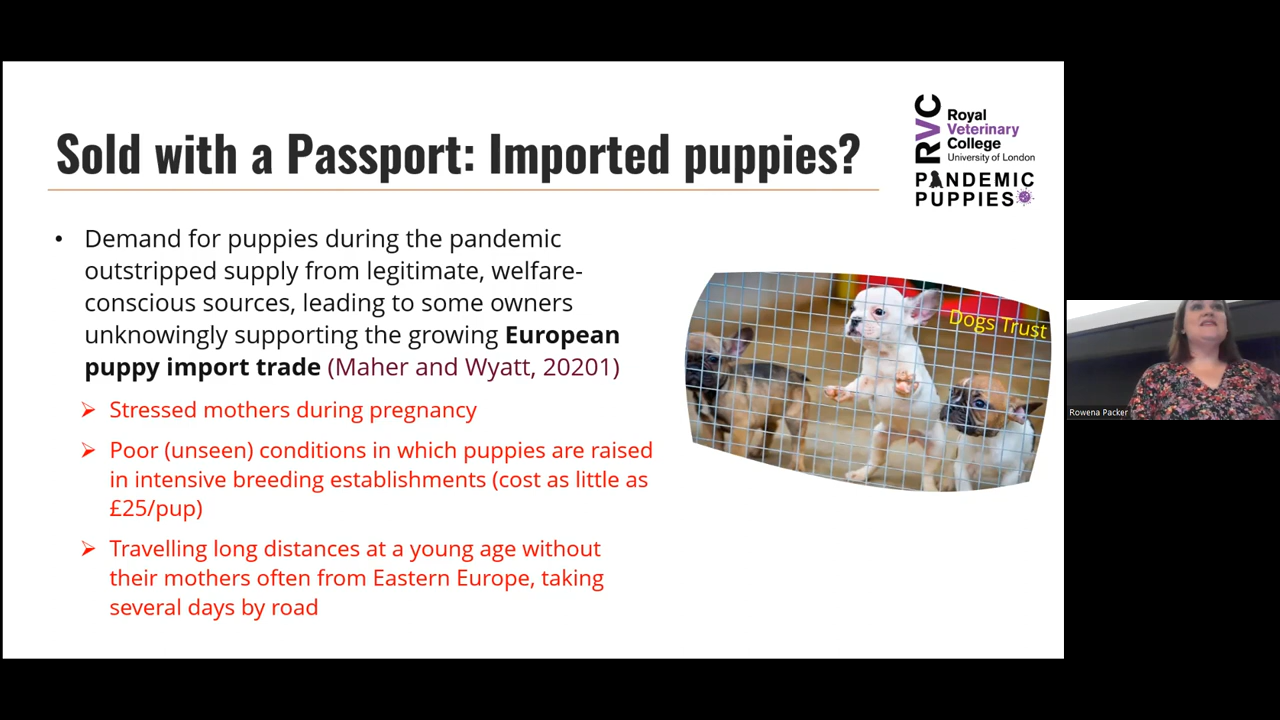 Sold with a Passport: Imported puppies?
RVC
Royal
Veterinary
College
University of London
PANDEMIC
PUPPIES
• Demand for puppies during the pandemic
outstripped supply from legitimate, welfare-
conscious sources, leading to some owners
unknowingly supporting the growing European
puppy import trade (Maher and Wyatt, 20201)
➢ Stressed mothers during pregnancy
➢ Poor (unseen) conditions in which puppies are raised
in intensive breeding establishments (cost as little as
£25/pup)
➢ Travelling long distances at a young age without
their mothers often from Eastern Europe, taking
several days by road
Dogs Trust
Rowena Packer